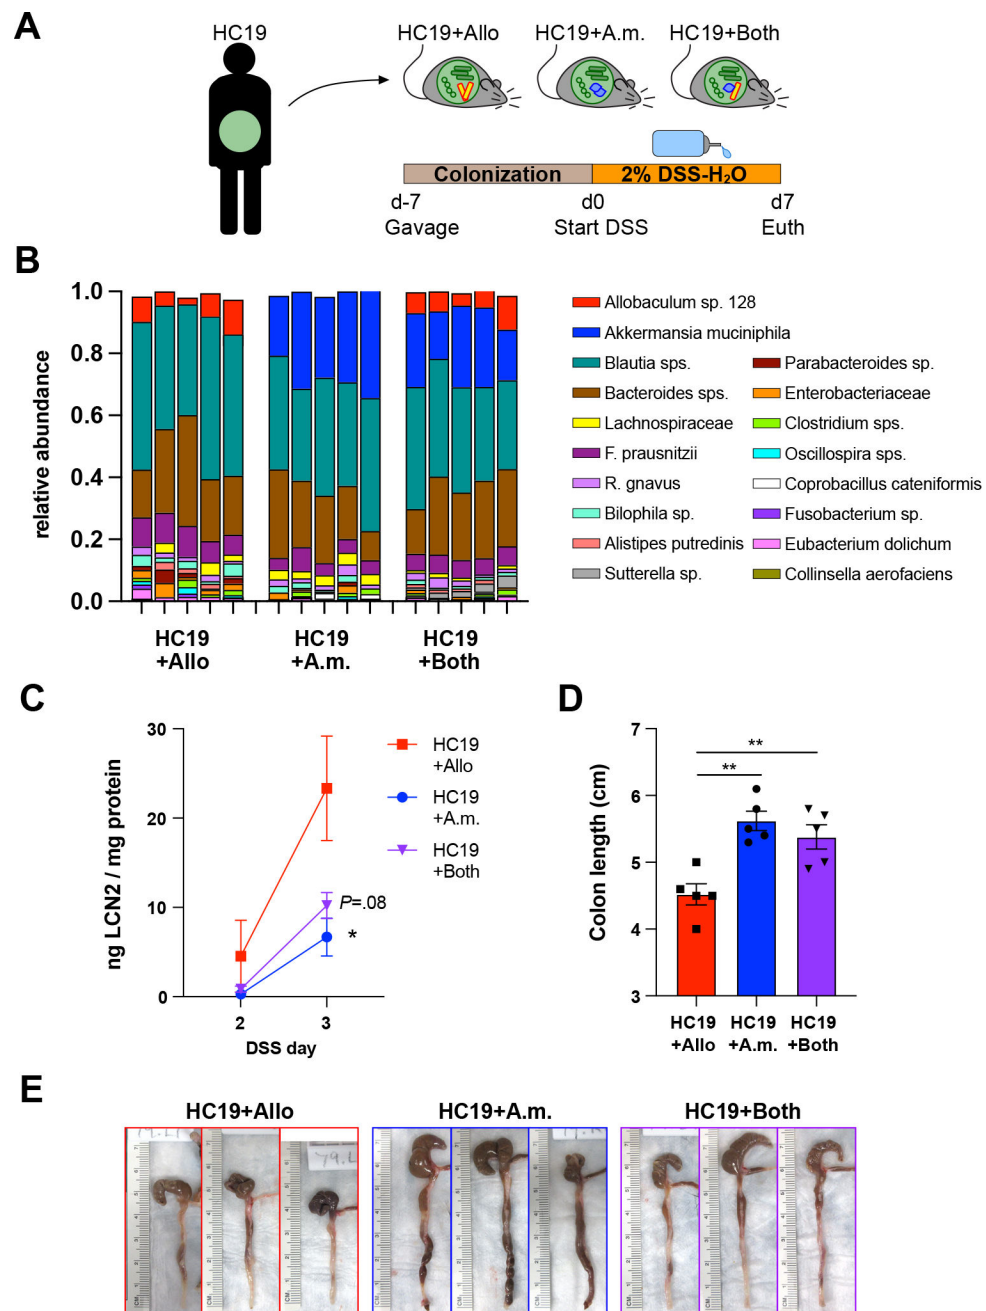 A
HC19
HC19+Allo
HC19+A.m.
HC19+Both
Colonization
2% DSS-H₂O
d-7
d0
d7
Gavage
Start DSS
Euth
B
relative abundance
1.0
0.8
0.6
0.4
0.2
0.0
HC19
+Allo
HC19
+A.m.
HC19
+Both
Allobaculum sp. 128
Akkermansia muciniphila
Blautia sps.
Bacteroides sps.
Lachnospiraceae
F. prausnitzii
R. gnavus
Bilophila sp.
Alistipes putredinis
Sutterella sp.
Parabacteroides sp.
Enterobacteriaceae
Clostridium sps.
Oscillospira sps.
Coprobacillus cateniformis
Fusobacterium sp.
Eubacterium dolichum
Collinsella aerofaciens
C
ng LCN2 / mg protein
30
20
10
0
2
3
DSS day
P=.08
*
HC19
+Allo
HC19
+A.m.
HC19
+Both
D
Colon length (cm)
7
6
5
4
3
**
**
HC19
+Allo
HC19
+A.m.
HC19
+Both
E
HC19+Allo
HC19+A.m.
HC19+Both
79.L